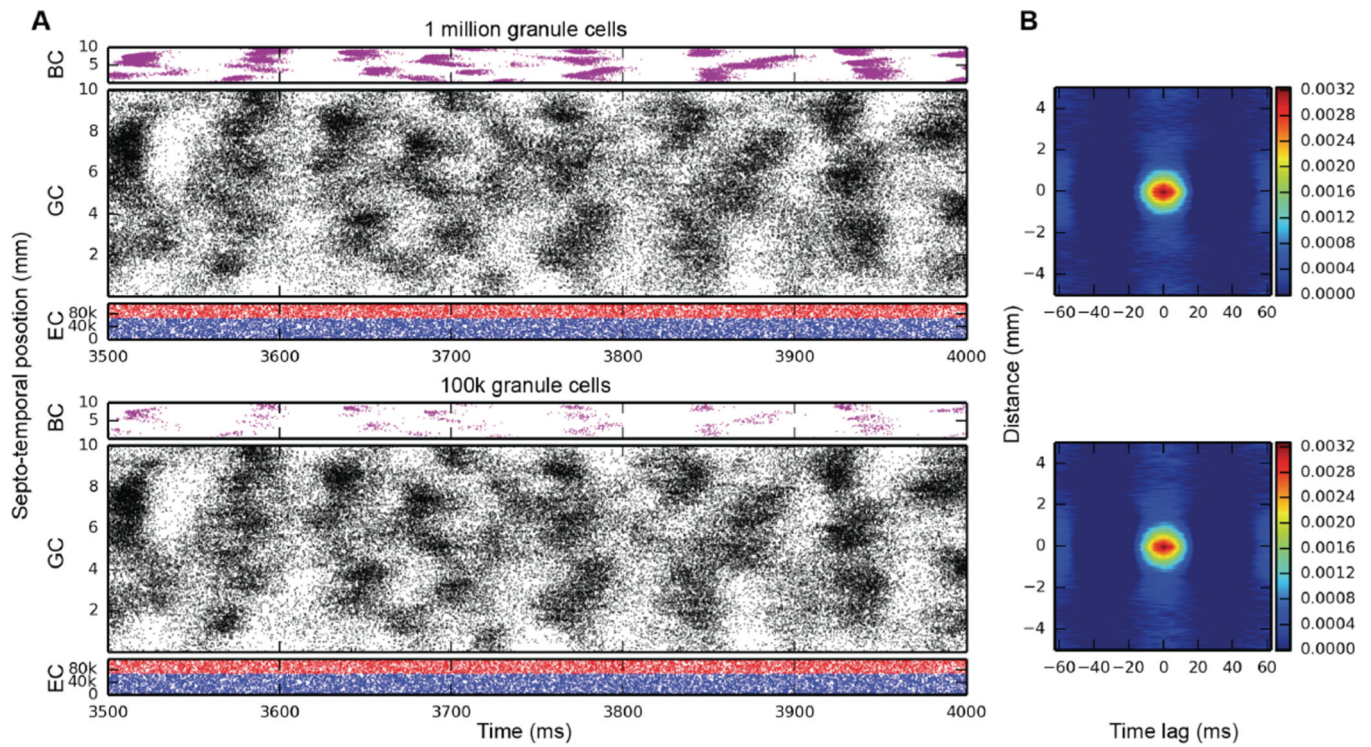 A
B
1 million granule cells
BC
10
5
GC
10
8
6
4
2
EC
80k
40k
0
3500 3600 3700 3800 3900 4000
100k granule cells
BC
10
5
GC
10
8
6
4
2
EC
80k
40k
0
3500 3600 3700 3800 3900 4000
Time (ms)
Septo-temporal position (mm)
4
2
0
−2
−4
−60 −40 −20 0 20 40 60
0.0032
0.0028
0.0024
0.0020
0.0016
0.0012
0.0008
0.0004
0.0000
Distance (mm)
4
2
0
−2
−4
−60 −40 −20 0 20 40 60
0.0032
0.0028
0.0024
0.0020
0.0016
0.0012
0.0008
0.0004
0.0000
Time lag (ms)